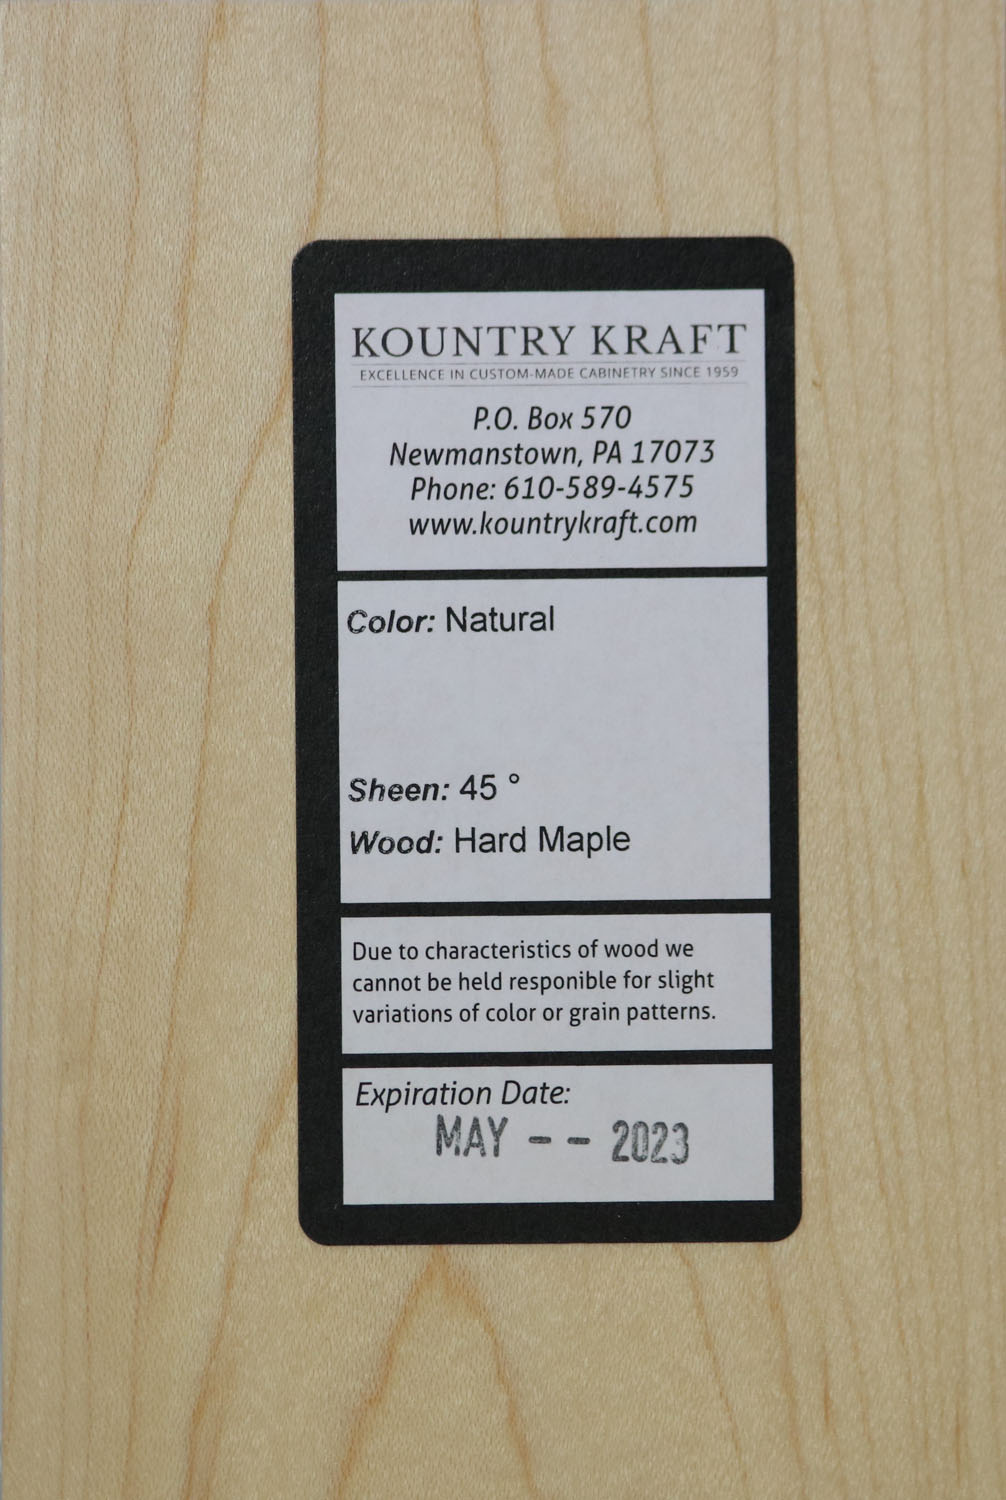 KOUNTRY KRAFT
EXCELLENCE IN CUSTOM-MADE CABINETRY SINCE 1959
P.O. Box 570
Newmanstown, PA 17073
Phone: 610-589-4575
www.kountrykraft.com
Color: Natural
Sheen: 45 °
Wood: Hard Maple
Due to characteristics of wood we
cannot be held responible for slight
variations of color or grain patterns.
Expiration Date:
MAY -- 2023